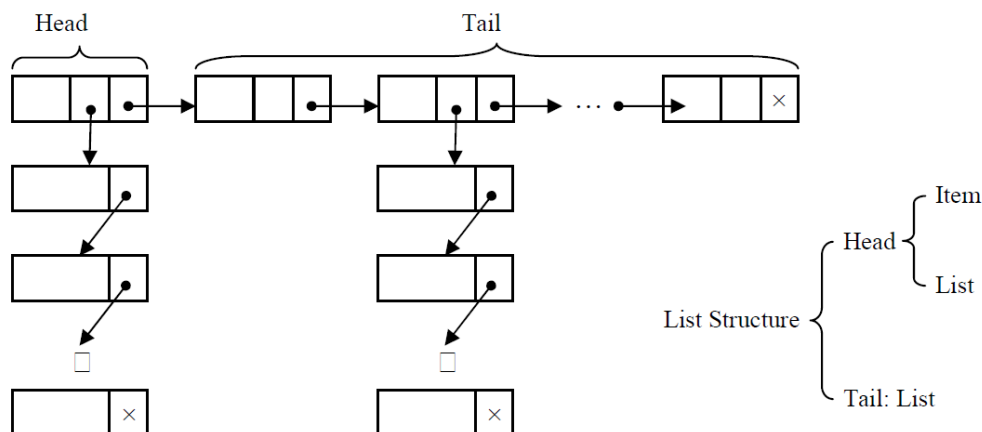 Head
Tail
×
...
Item
Head
List
List Structure
Tail: List
×
×